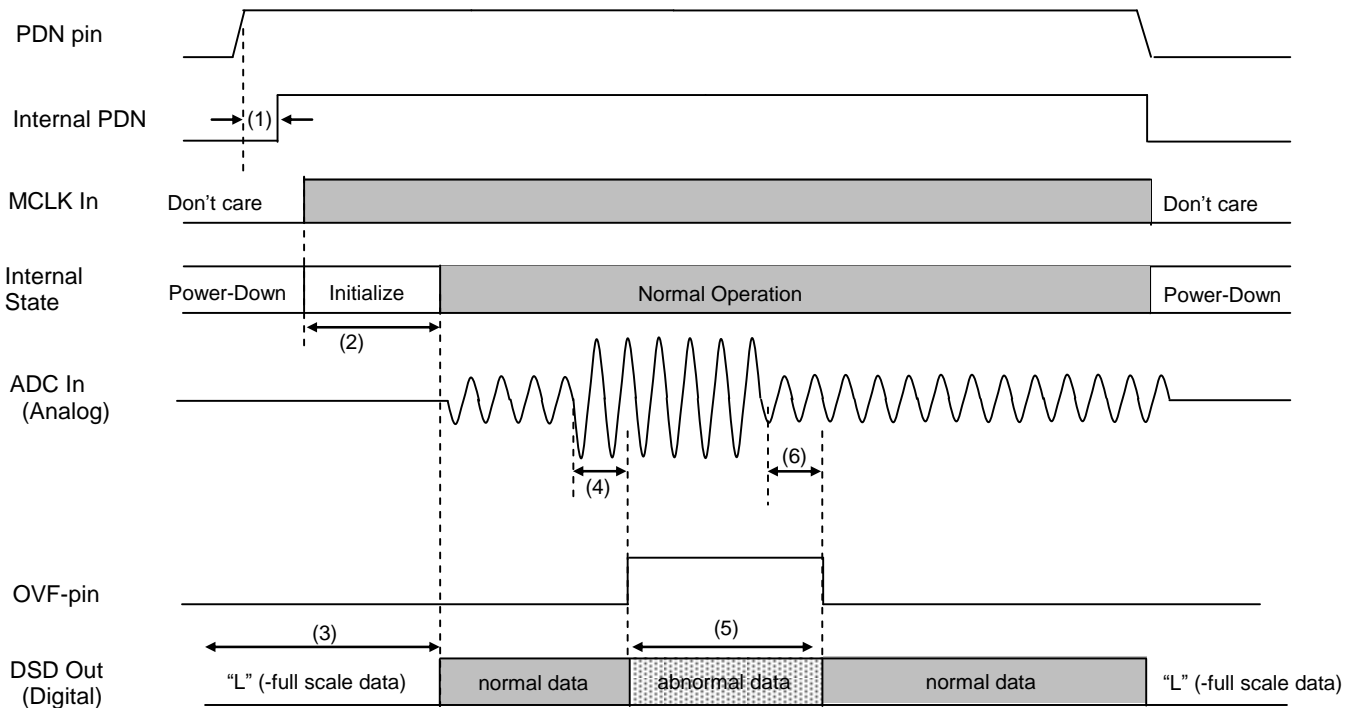 PDN pin
Internal PDN
(1)
MCLK In
Don’t care
Don’t care
Internal
State
Power-Down
Initialize
Normal Operation
Power-Down
(2)
ADC In
(Analog)
(4)
(6)
OVF-pin
(3)
(5)
DSD Out
(Digital)
“L” (-full scale data)
normal data
abnormal data
normal data
“L” (-full scale data)